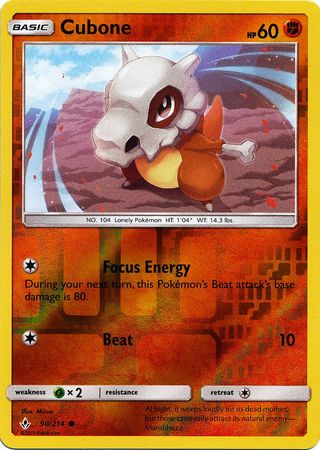 BASIC
Cubone
HP 60
NO. 104 Lonely Pokémon HT: 1'04" WT: 14.3 lbs.
Focus Energy
During your next turn, this Pokémon's Beat attack's base
damage is 80.
Beat 10
weakness × 2 resistance retreat
Illus. Mizue
90/214
At night, it weeps loudly for its dead mother,
but those cries only attract its natural enemy—
Mandibuzz.